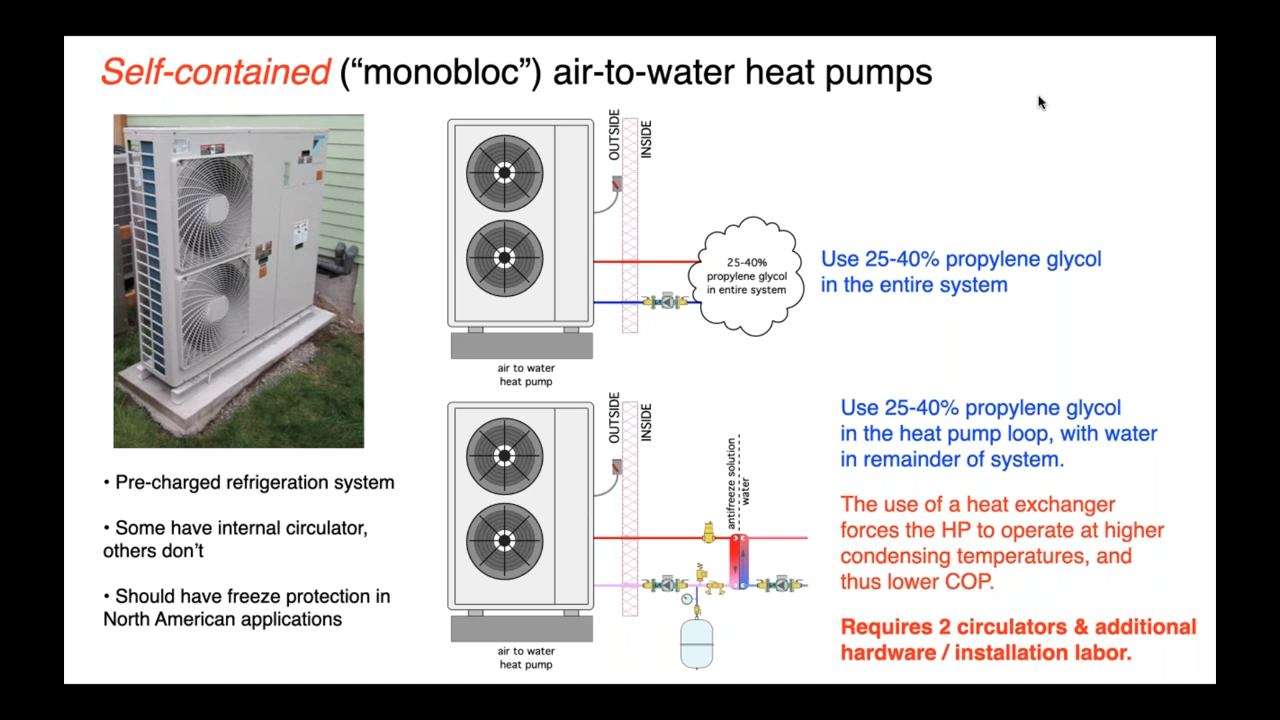 Self-contained (“monobloc”) air-to-water heat pumps
• Pre-charged refrigeration system
• Some have internal circulator,
others don’t
• Should have freeze protection in
North American applications
OUTSIDE
INSIDE
25-40%
propylene glycol
in entire system
air to water
heat pump
Use 25-40% propylene glycol
in the entire system
OUTSIDE
INSIDE
antifreeze solution
water
air to water
heat pump
Use 25-40% propylene glycol
in the heat pump loop, with water
in remainder of system.
The use of a heat exchanger
forces the HP to operate at higher
condensing temperatures, and
thus lower COP.
Requires 2 circulators & additional
hardware / installation labor.